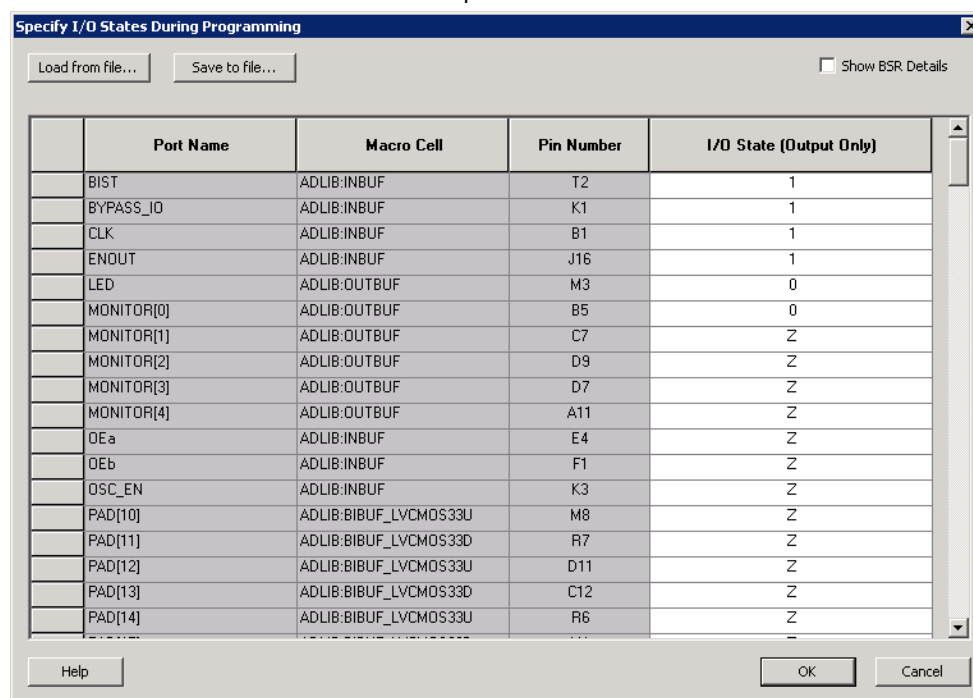 Specify I/O States During Programming
Load from file... Save to file... Show BSR Details
Port Name Macro Cell Pin Number I/O State (Output Only)
BIST ADLIB:INBUF T2 1
BYPASS_IO ADLIB:INBUF K1 1
CLK ADLIB:INBUF B1 1
ENOUT ADLIB:INBUF J16 1
LED ADLIB:OUTBUF M3 0
MONITOR[0] ADLIB:OUTBUF B5 0
MONITOR[1] ADLIB:OUTBUF C7 Z
MONITOR[2] ADLIB:OUTBUF D9 Z
MONITOR[3] ADLIB:OUTBUF D7 Z
MONITOR[4] ADLIB:OUTBUF A11 Z
OEa ADLIB:INBUF E4 Z
OEb ADLIB:INBUF F1 Z
OSC_EN ADLIB:INBUF K3 Z
PAD[10] ADLIB:BIBUF_LVCMOS33U M8 Z
PAD[11] ADLIB:BIBUF_LVCMOS33D R7 Z
PAD[12] ADLIB:BIBUF_LVCMOS33U D11 Z
PAD[13] ADLIB:BIBUF_LVCMOS33D C12 Z
PAD[14] ADLIB:BIBUF_LVCMOS33U R6 Z
Help OK Cancel